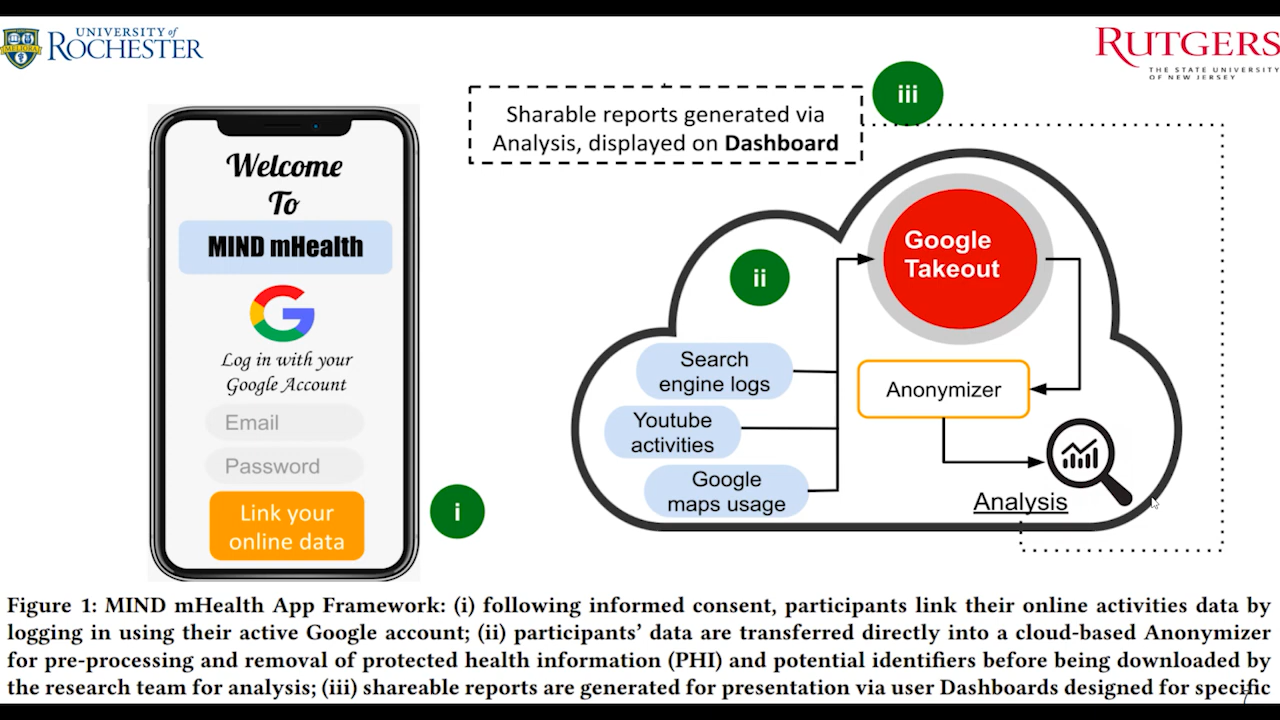 UNIVERSITY of
ROCHESTER
MELIORA
RUTGERS
THE STATE UNIVERSITY
OF NEW JERSEY
iii
Sharable reports generated via
Analysis, displayed on Dashboard
Welcome
To
MIND mHealth
G
Log in with your
Google Account
Email
Password
Link your
online data
i
ii
Google
Takeout
Search
engine logs
Youtube
activities
Google
maps usage
Anonymizer
Analysis
Figure 1: MIND mHealth App Framework: (i) following informed consent, participants link their online activities data by
logging in using their active Google account; (ii) participants' data are transferred directly into a cloud-based Anonymizer
for pre-processing and removal of protected health information (PHI) and potential identifiers before being downloaded by
the research team for analysis; (iii) shareable reports are generated for presentation via user Dashboards designed for specific